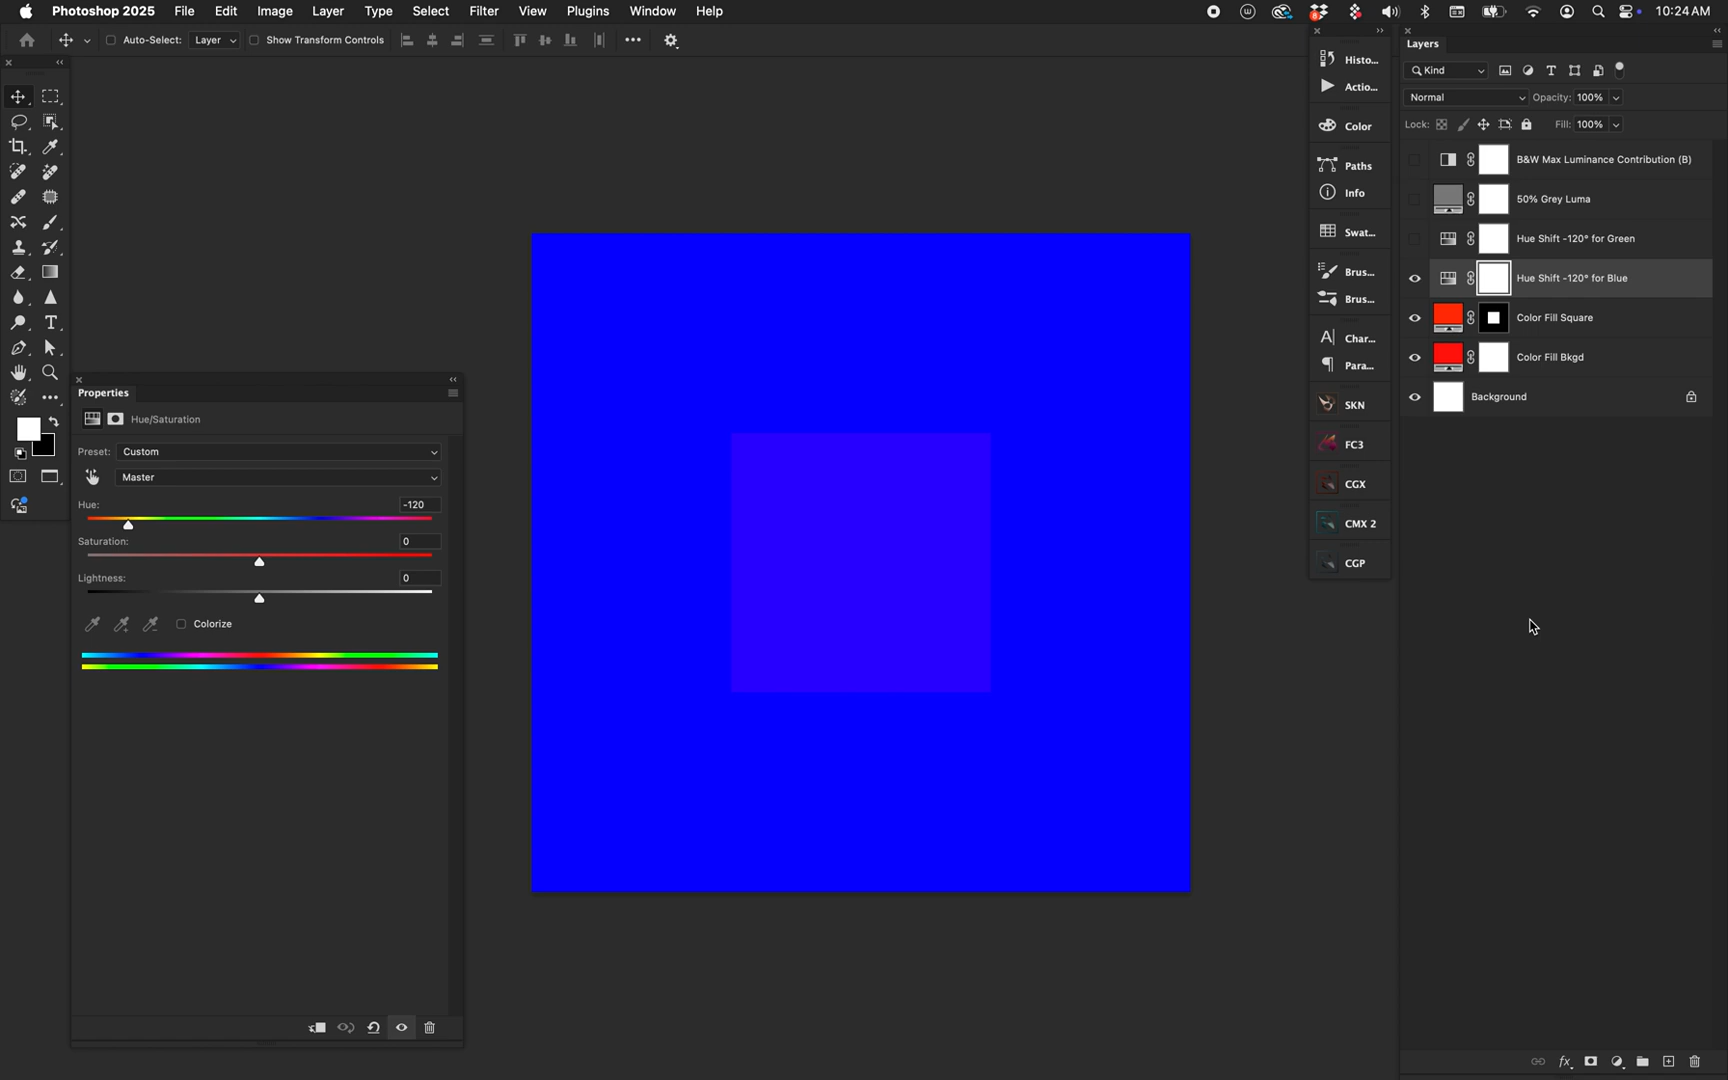 Photoshop 2025 File Edit Image Layer Type Select Filter View Plugins Window Help 8 10:24 AM
Auto-Select: Layer Show Transform Controls
Histo...
Actio...
Color
Paths
Info
Swat...
Brus...
Brus...
Char...
Para...
SKN
FC3
CGX
CMX 2
CGP
Layers
Kind
Normal Opacity: 100%
Lock: Fill: 100%
B&W Max Luminance Contribution (B)
50% Grey Luma
Hue Shift -120° for Green
Hue Shift -120° for Blue
Color Fill Square
Color Fill Bkgd
Background
Properties
Hue/Saturation
Preset: Custom
Master
Hue: -120
Saturation: 0
Lightness: 0
Colorize